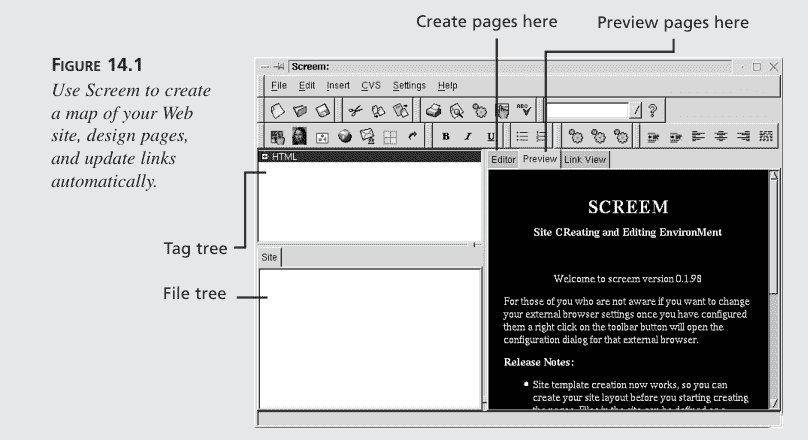 Create pages here
Preview pages here
FIGURE 14.1
Use Screem to create
a map of your Web
site, design pages,
and update links
automatically.
Screem:
File Edit Insert CVS Settings Help
B I U
HTML
Editor Preview Link View
Tag tree
Site
File tree
SCREEM
Site CReating and Editing EnvironMent
Welcome to screem version 0.1.98
For those of you who are not aware if you want to change
your external browser settings once you have configured
them a right click on the toolbar button will open the
configuration dialog for that external browser.
Release Notes:
Site template creation now works, so you can
create your site layout before you starting creating